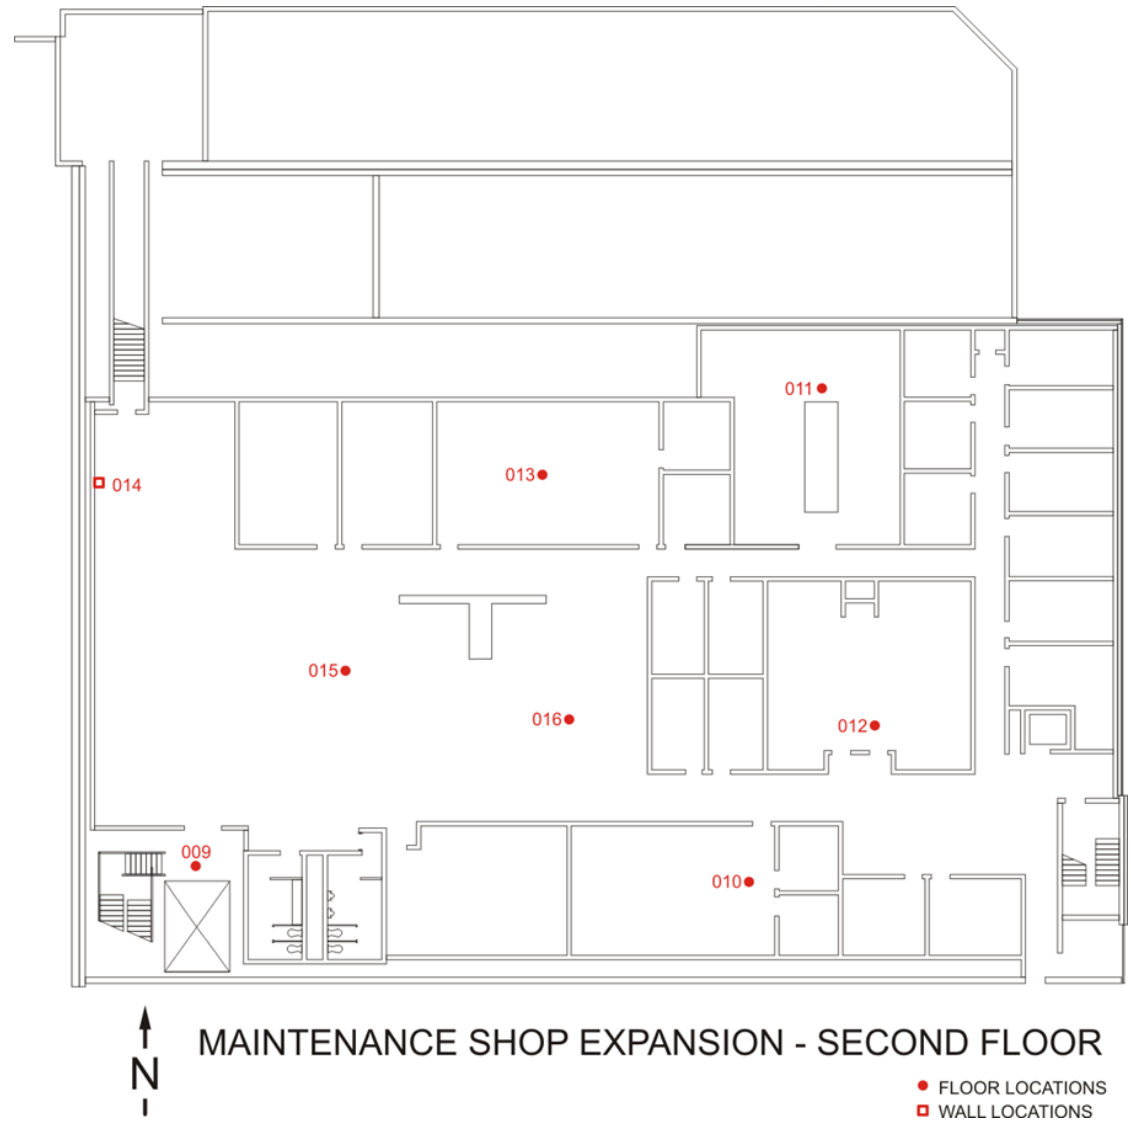 011
013
014
015
016
012
009
010
N
MAINTENANCE SHOP EXPANSION - SECOND FLOOR
FLOOR LOCATIONS
WALL LOCATIONS